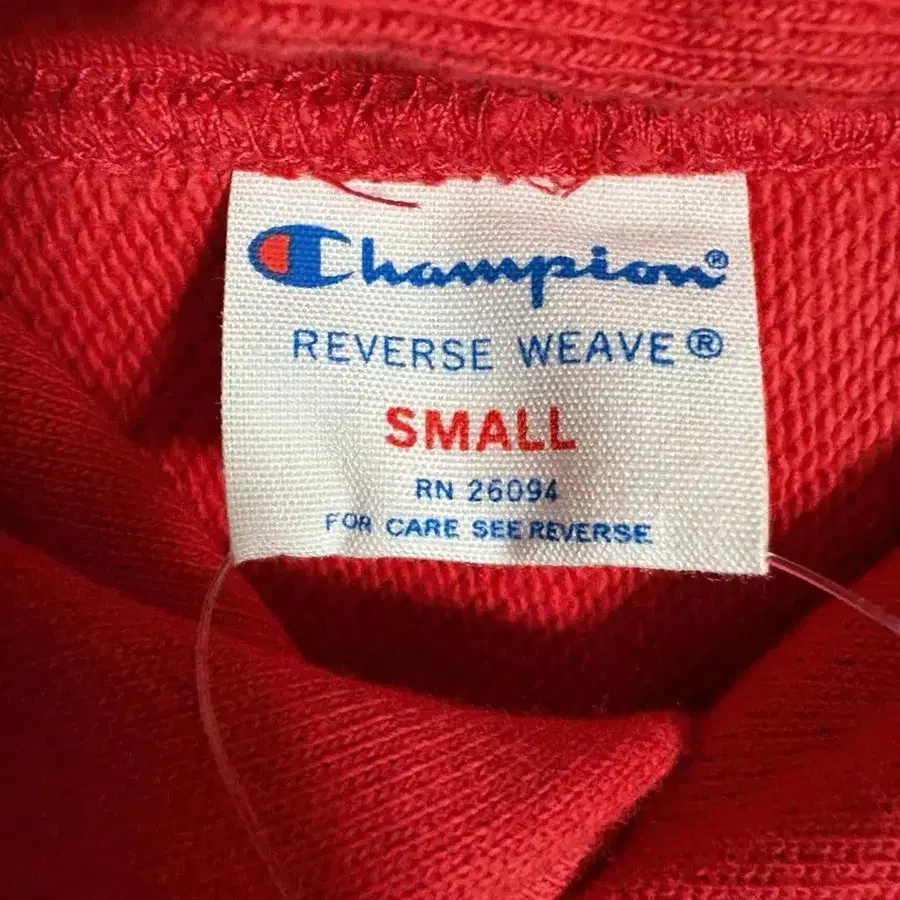 Champion®
REVERSE WEAVE®
SMALL
RN 26094
FOR CARE SEE REVERSE